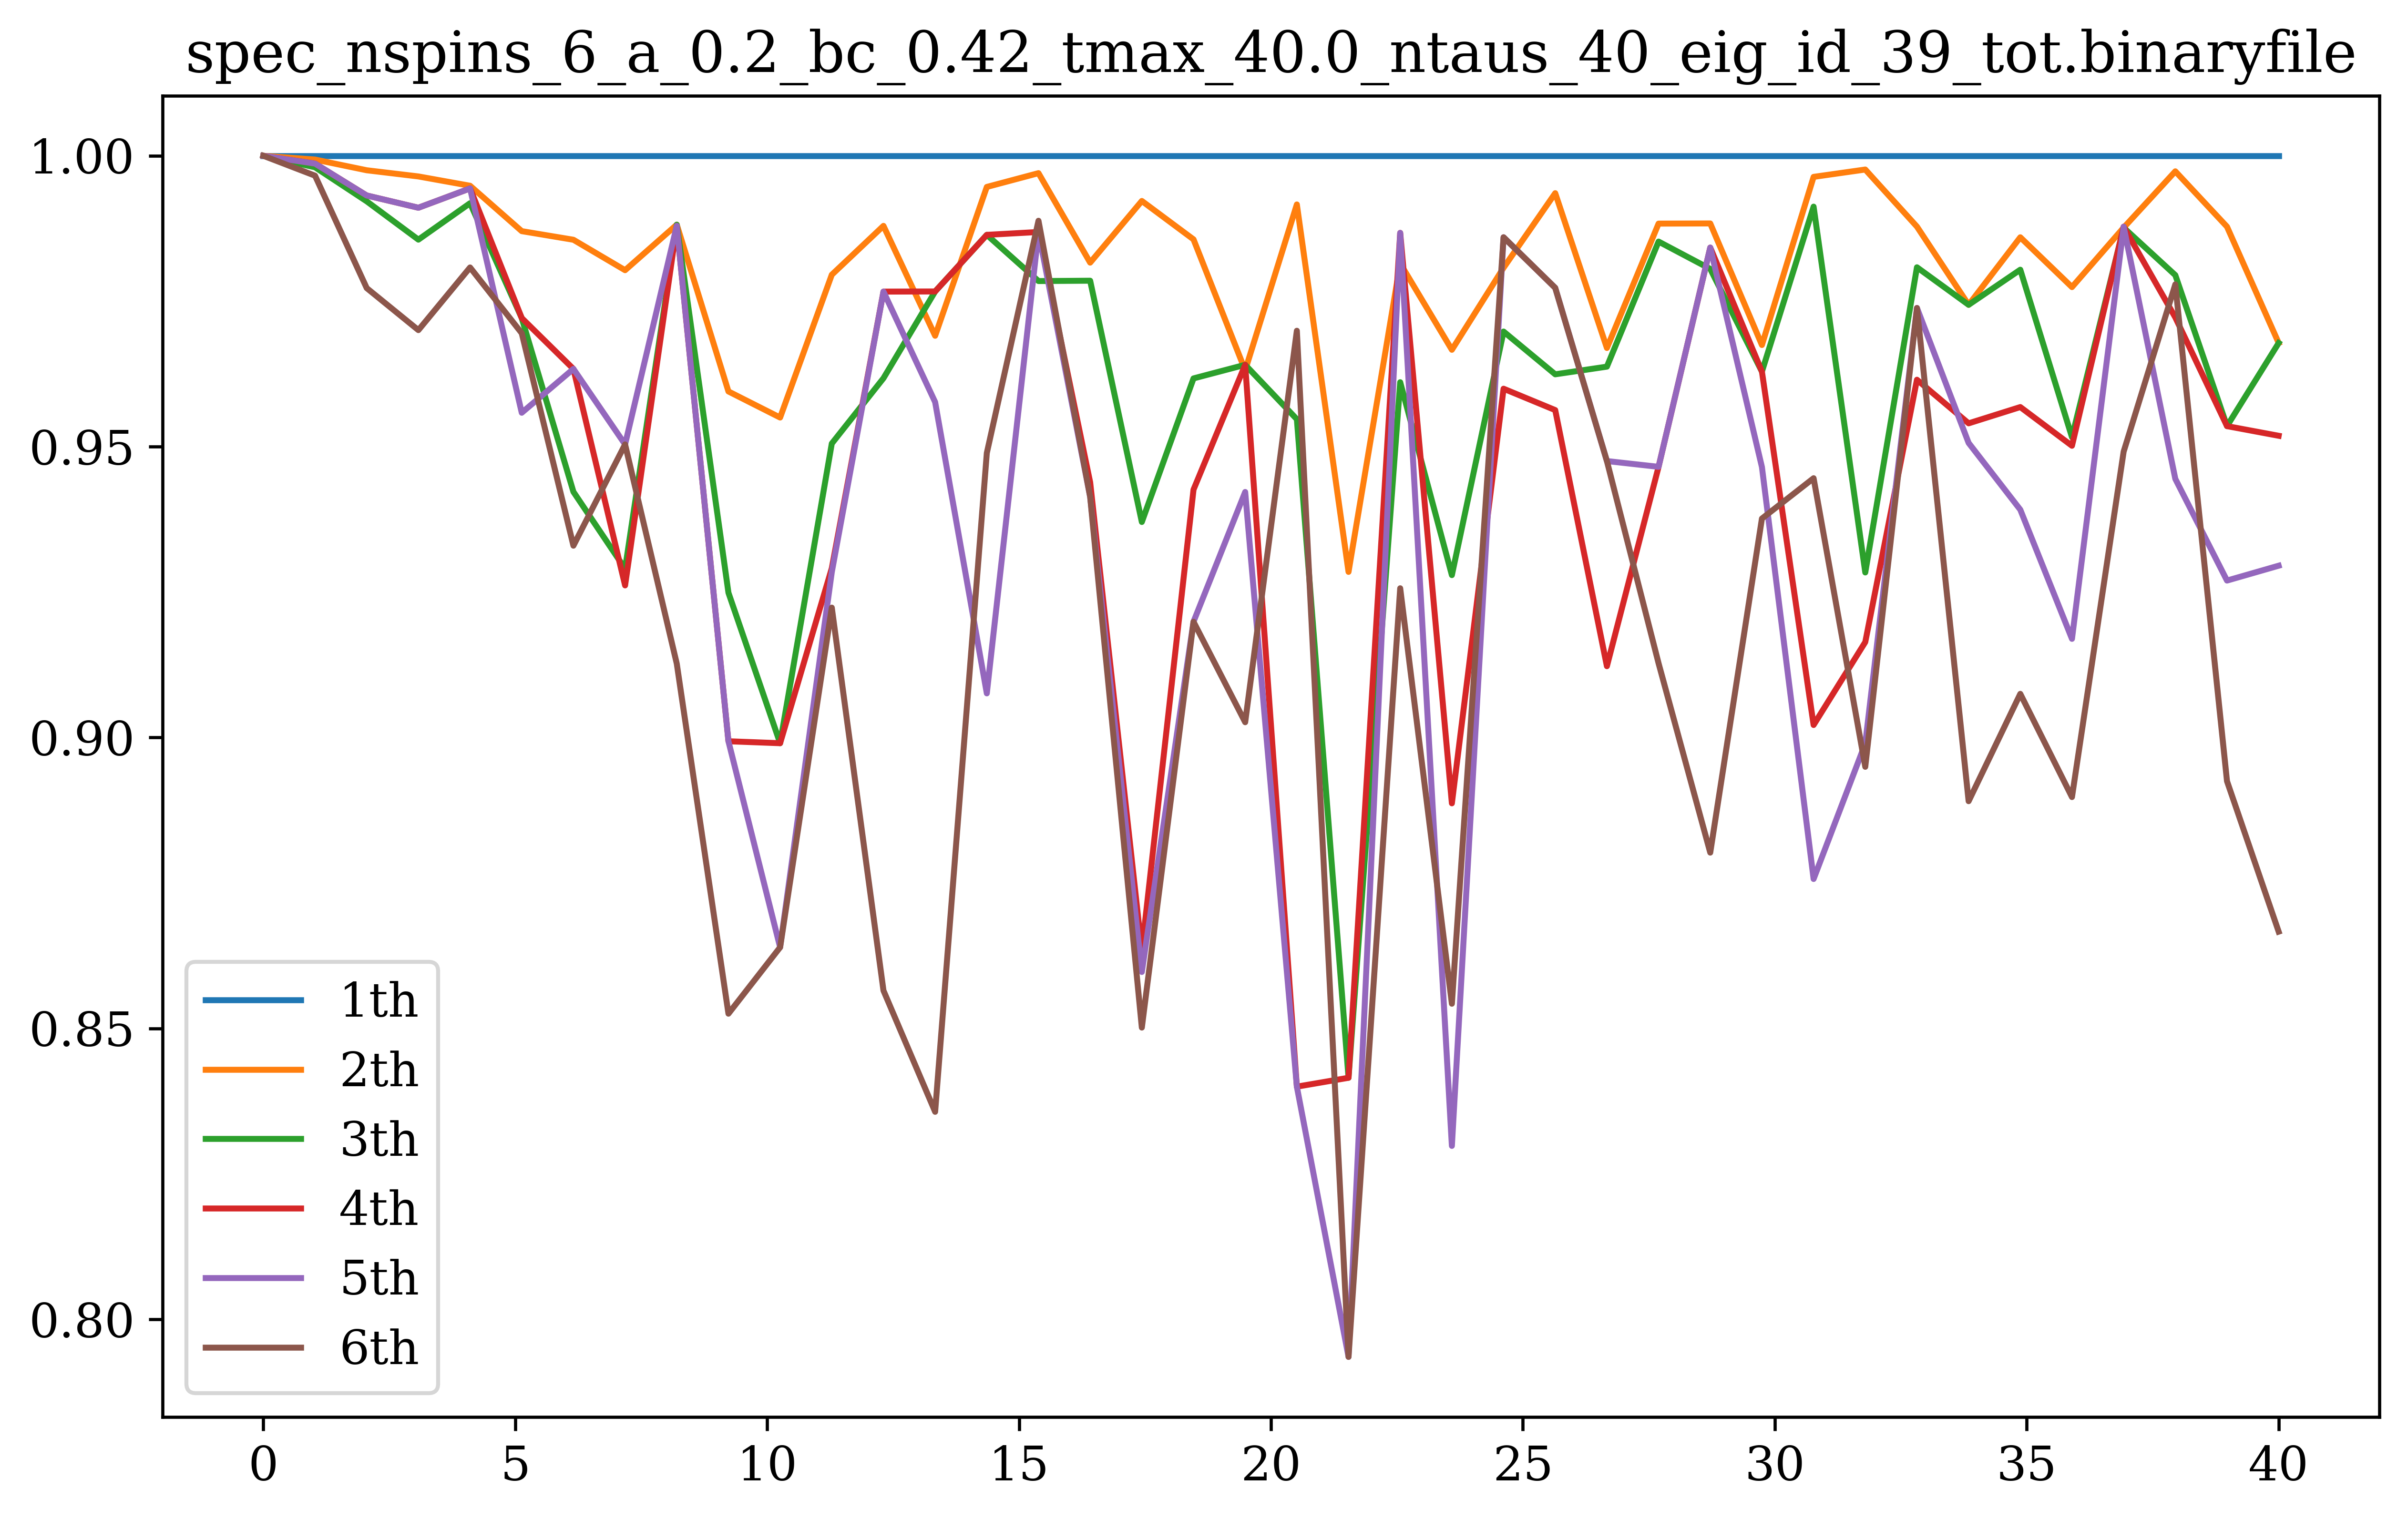 spec_nspins_6_a_0.2_bc_0.42_tmax_40.0_ntaus_40_eig_id_39_tot.binaryfile
1.00
0.95
0.90
0.85
0.80
1th
2th
3th
4th
5th
6th
0 5 10 15 20 25 30 35 40